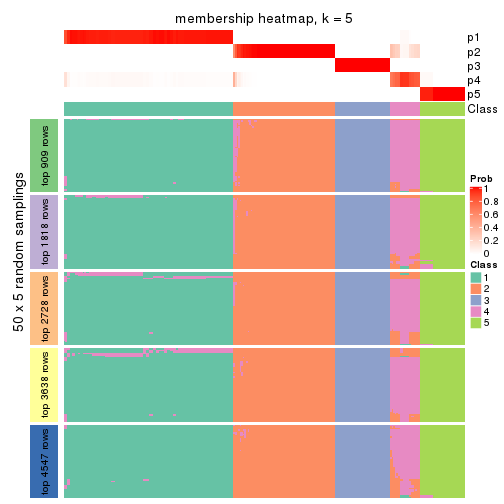 membership heatmap, k = 5
p1
p2
p3
p4
p5
Class
50 x 5 random samplings
top 909 rows
top 1818 rows
top 2728 rows
top 3638 rows
top 4547 rows
Prob
1
0.8
0.6
0.4
0.2
0
Class
1
2
3
4
5